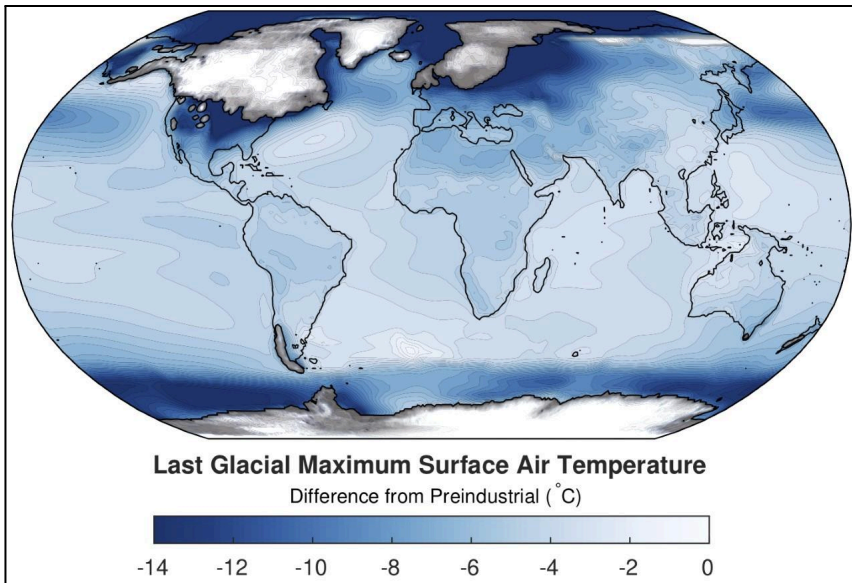 Last Glacial Maximum Surface Air Temperature
Difference from Preindustrial (°C)
-14 -12 -10 -8 -6 -4 -2 0